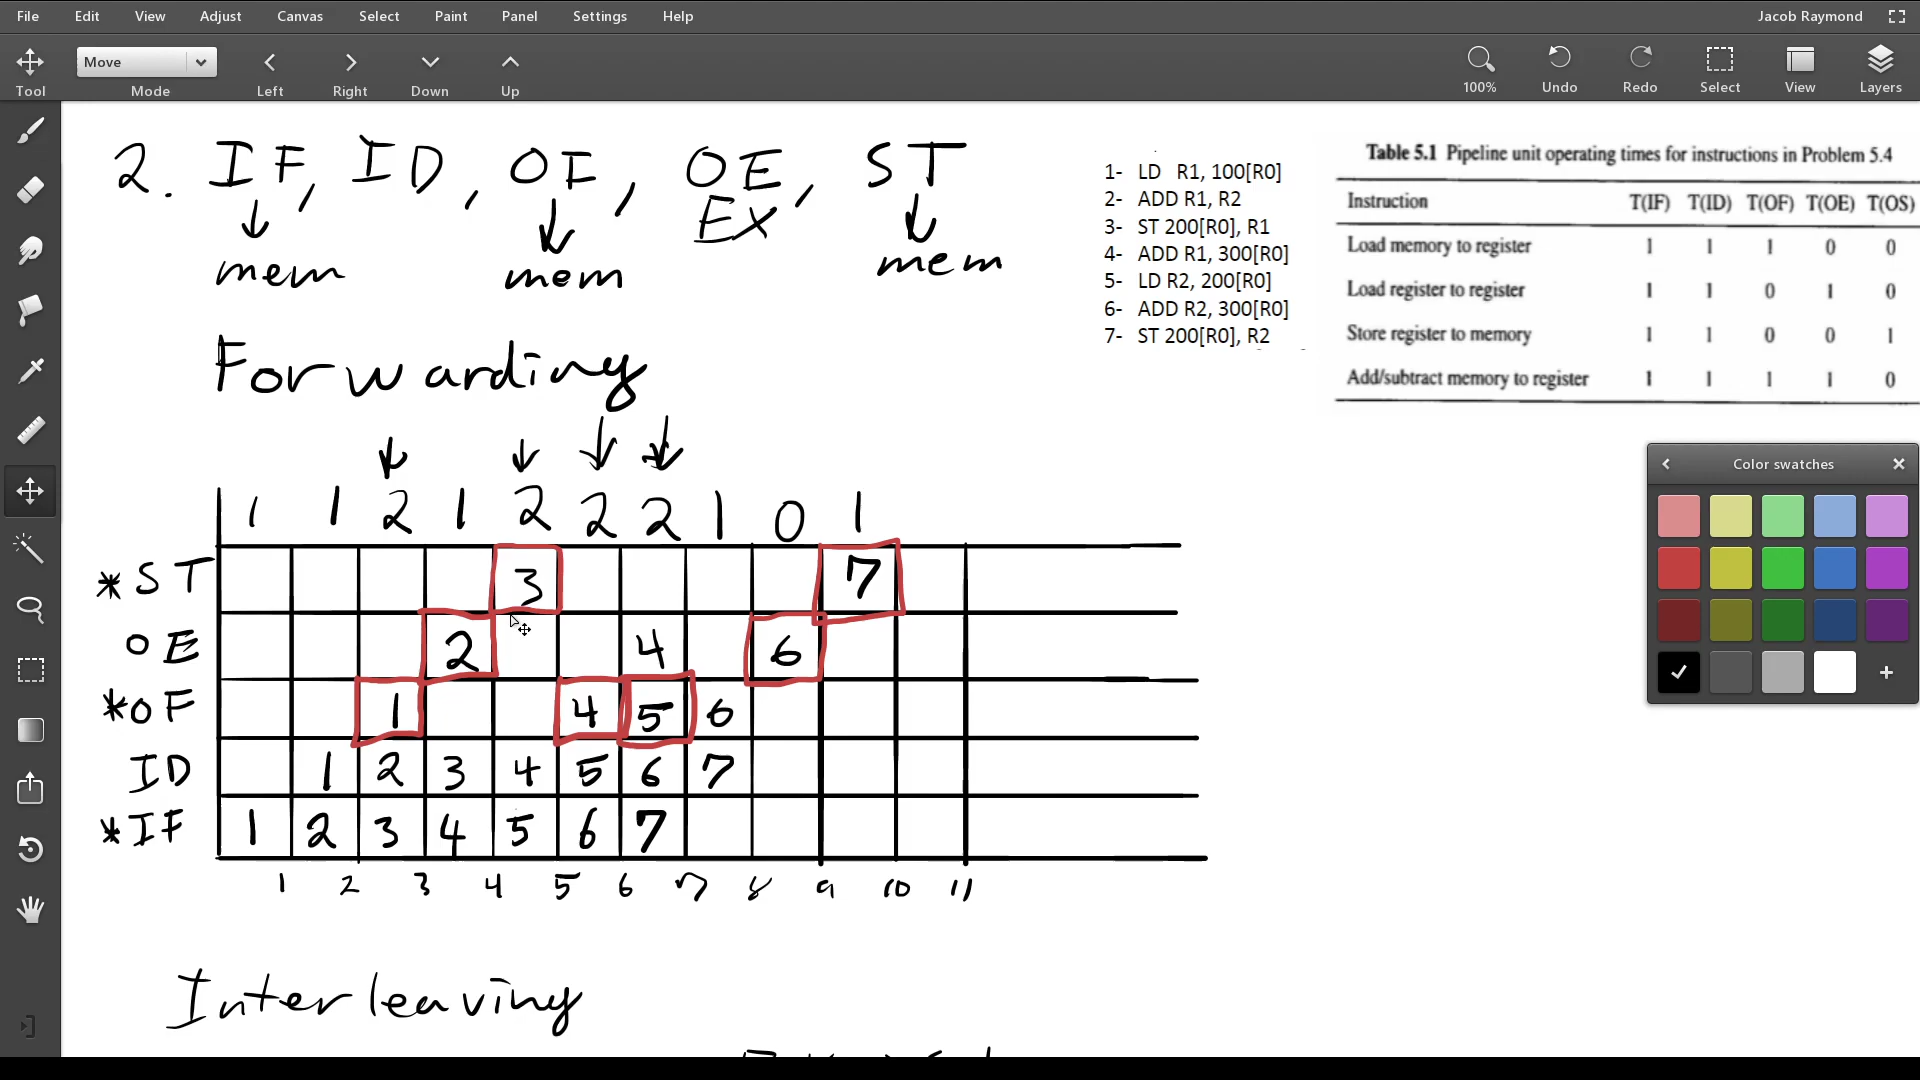 File Edit View Adjust Canvas Select Paint Panel Settings Help Jacob Raymond
Move
Tool Mode Left Right Down Up 100% Undo Redo Select View Layers
2. IF, ID, OF, OE, ST
EX
mem mem mem
1- LD R1, 100[R0]
2- ADD R1, R2
3- ST 200[R0], R1
4- ADD R1, 300[R0]
5- LD R2, 200[R0]
6- ADD R2, 300[R0]
7- ST 200[R0], R2
Table 5.1 Pipeline unit operating times for instructions in Problem 5.4
Instruction T(IF) T(ID) T(OF) T(OE) T(OS)
Load memory to register 1 1 1 0 0
Load register to register 1 1 0 1 0
Store register to memory 1 1 0 0 1
Add/subtract memory to register 1 1 1 1 0
Color swatches
Forwarding
1 1 2 1 2 2 2 1 0 1
*ST 3 7
OE 2 4 6
*OF 1 4 5 6
ID 1 2 3 4 5 6 7
*IF 1 2 3 4 5 6 7
1 2 3 4 5 6 7 8 9 10 11
Interleaving